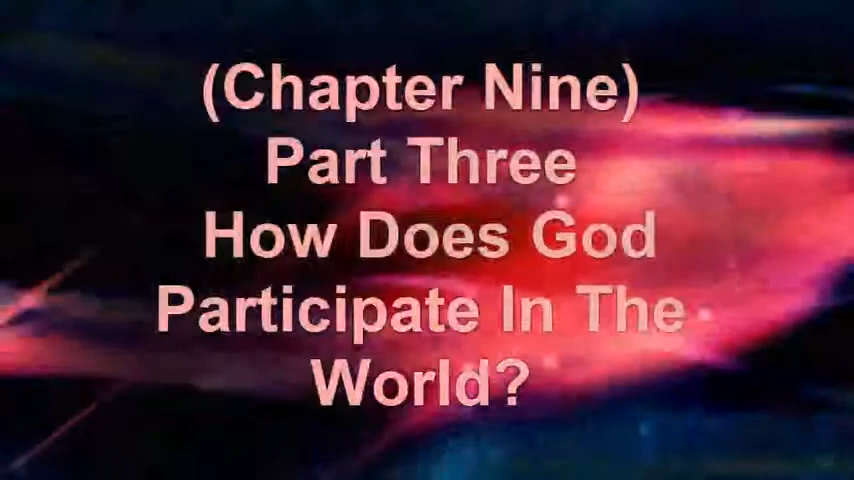 (Chapter Nine)
Part Three
How Does God
Participate In The
World?